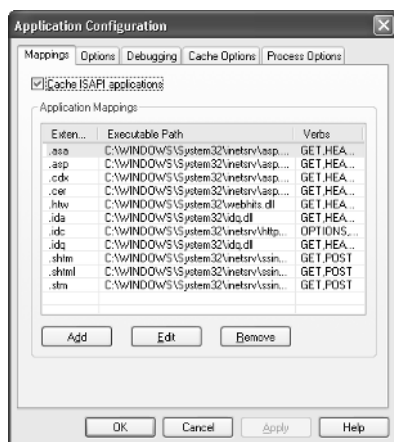 Application Configuration
Mappings Options Debugging Cache Options Process Options
Cache ISAPI applications
Application Mappings
Exten... Executable Path Verbs
.asa C:\WINDOWS\System32\inetsrv\asp.... GET,HEA...
.asp C:\WINDOWS\System32\inetsrv\asp.... GET,HEA...
.cdx C:\WINDOWS\System32\inetsrv\asp.... GET,HEA...
.cer C:\WINDOWS\System32\inetsrv\asp.... GET,HEA...
.htw C:\WINDOWS\System32\webhits.dll GET,HEA...
.ida C:\WINDOWS\System32\idq.dll GET,HEA...
.idc C:\WINDOWS\System32\inetsrv\http... OPTIONS,...
.idq C:\WINDOWS\System32\idq.dll GET,HEA...
.shtm C:\WINDOWS\System32\inetsrv\ssin... GET,POST
.shtml C:\WINDOWS\System32\inetsrv\ssin... GET,POST
.stm C:\WINDOWS\System32\inetsrv\ssin... GET,POST
Add Edit Remove
OK Cancel Apply Help